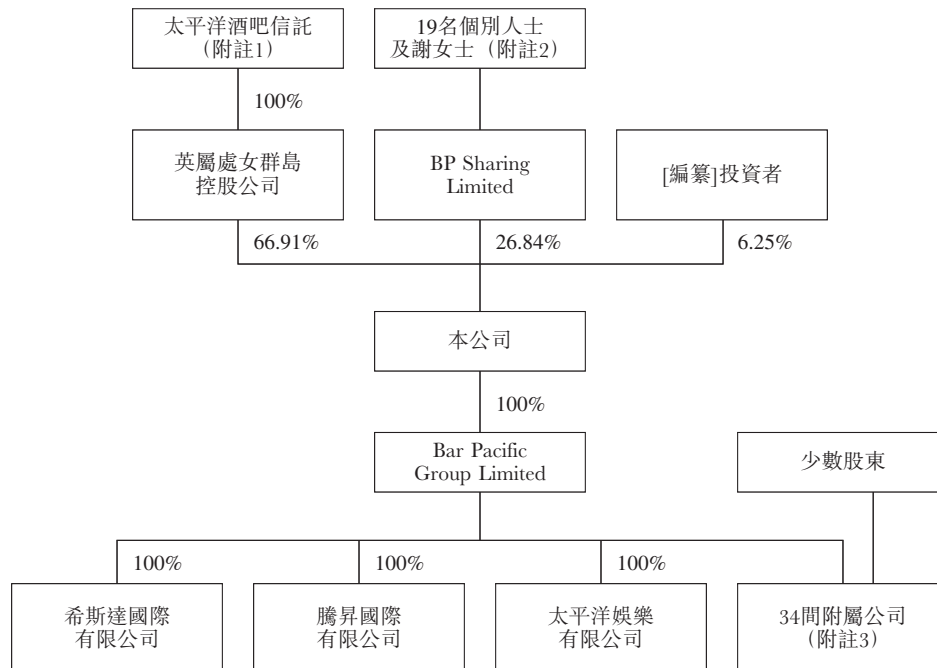 太平洋酒吧信託
（附註1）
19名個別人士
及謝女士（附註2）
100%
英屬處女群島
控股公司
BP Sharing
Limited
[編纂]投資者
66.91%
26.84%
6.25%
本公司
100%
Bar Pacific
Group Limited
少數股東
100%
100%
100%
希斯達國際
有限公司
騰昇國際
有限公司
太平洋娛樂
有限公司
34間附屬公司
（附註3）